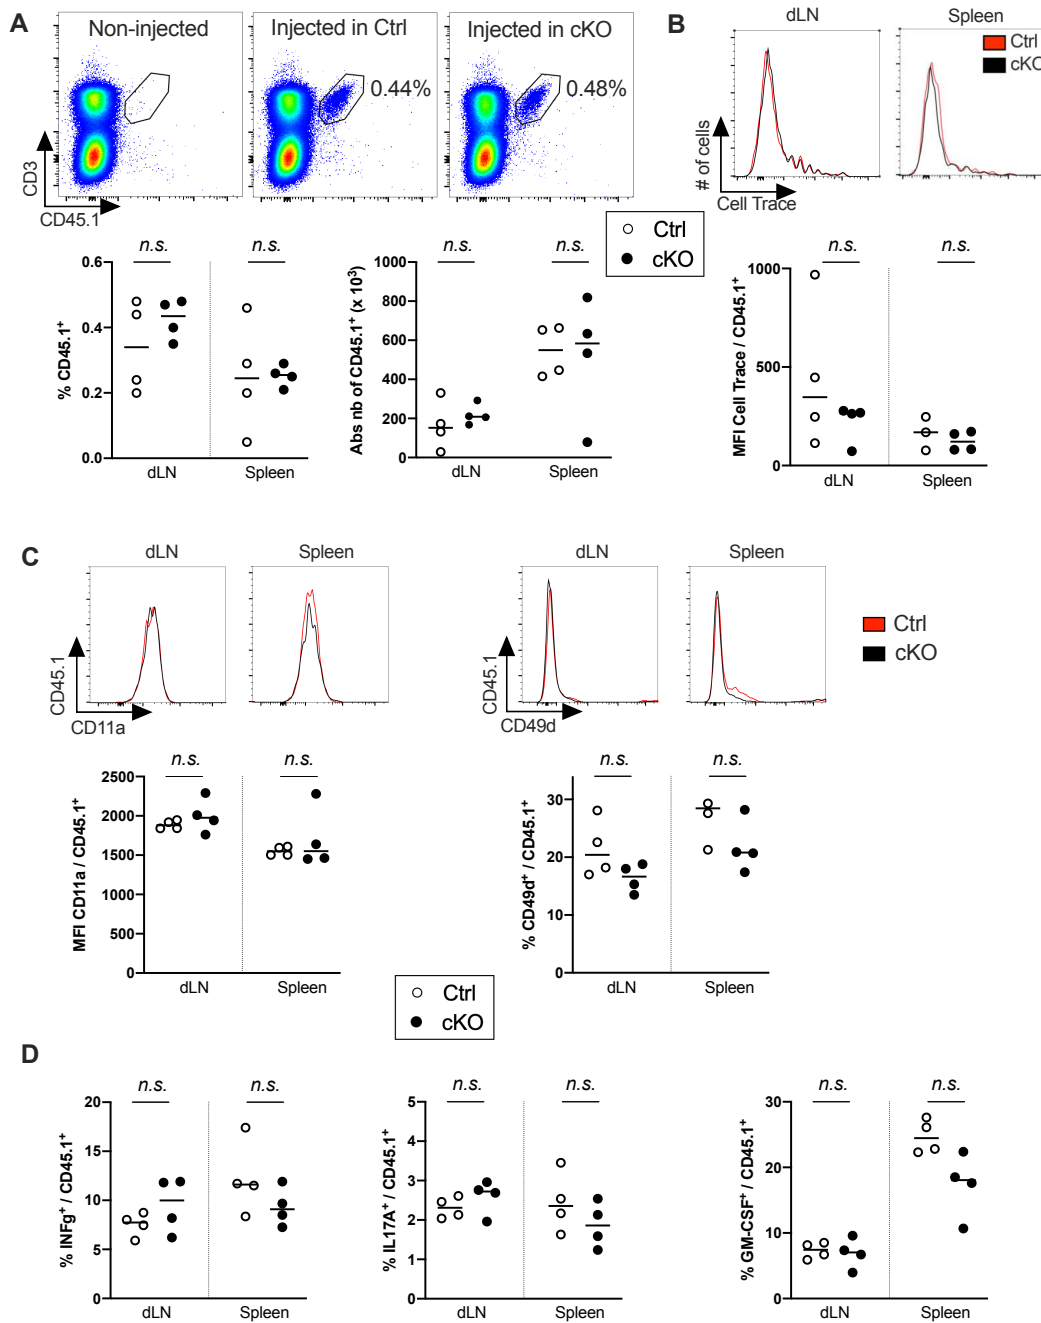 A
Non-injected
Injected in Ctrl
Injected in cKO
0.44%
0.48%
CD3
CD45.1
B
dLN
Spleen
Ctrl
cKO
# of cells
Cell Trace
Ctrl
cKO
n.s.
n.s.
% CD45.1+
0.6
0.4
0.2
0.0
dLN
Spleen
n.s.
n.s.
Abs nb of CD45.1+ (x 10³)
1000
800
600
400
200
0
dLN
Spleen
n.s.
n.s.
MFI Cell Trace / CD45.1+
1000
500
0
dLN
Spleen
C
dLN
Spleen
CD45.1
CD11a
dLN
Spleen
CD45.1
CD49d
Ctrl
cKO
n.s.
n.s.
MFI CD11a / CD45.1+
2500
2000
1500
1000
500
0
dLN
Spleen
n.s.
n.s.
% CD49d+ / CD45.1+
30
20
10
0
dLN
Spleen
Ctrl
cKO
D
n.s.
n.s.
% INFg+ / CD45.1+
20
15
10
5
0
dLN
Spleen
n.s.
n.s.
% IL17A+ / CD45.1+
5
4
3
2
1
0
dLN
Spleen
n.s.
n.s.
% GM-CSF+ / CD45.1+
30
20
10
0
dLN
Spleen